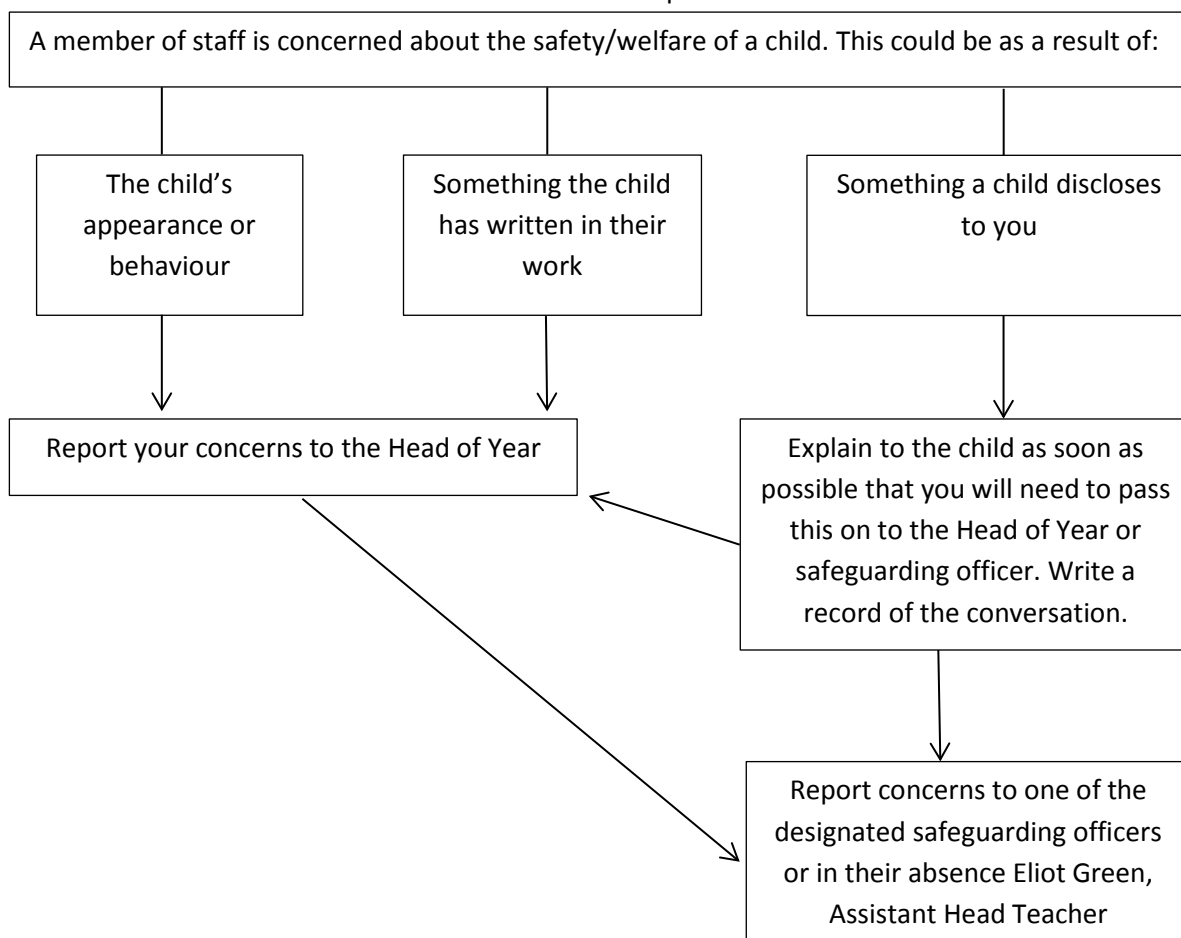 A member of staff is concerned about the safety/welfare of a child. This could be as a result of:
The child’s
appearance or
behaviour
Something the child
has written in their
work
Something a child discloses
to you
Report your concerns to the Head of Year
Explain to the child as soon as
possible that you will need to pass
this on to the Head of Year or
safeguarding officer. Write a
record of the conversation.
Report concerns to one of the
designated safeguarding officers
or in their absence Eliot Green,
Assistant Head Teacher